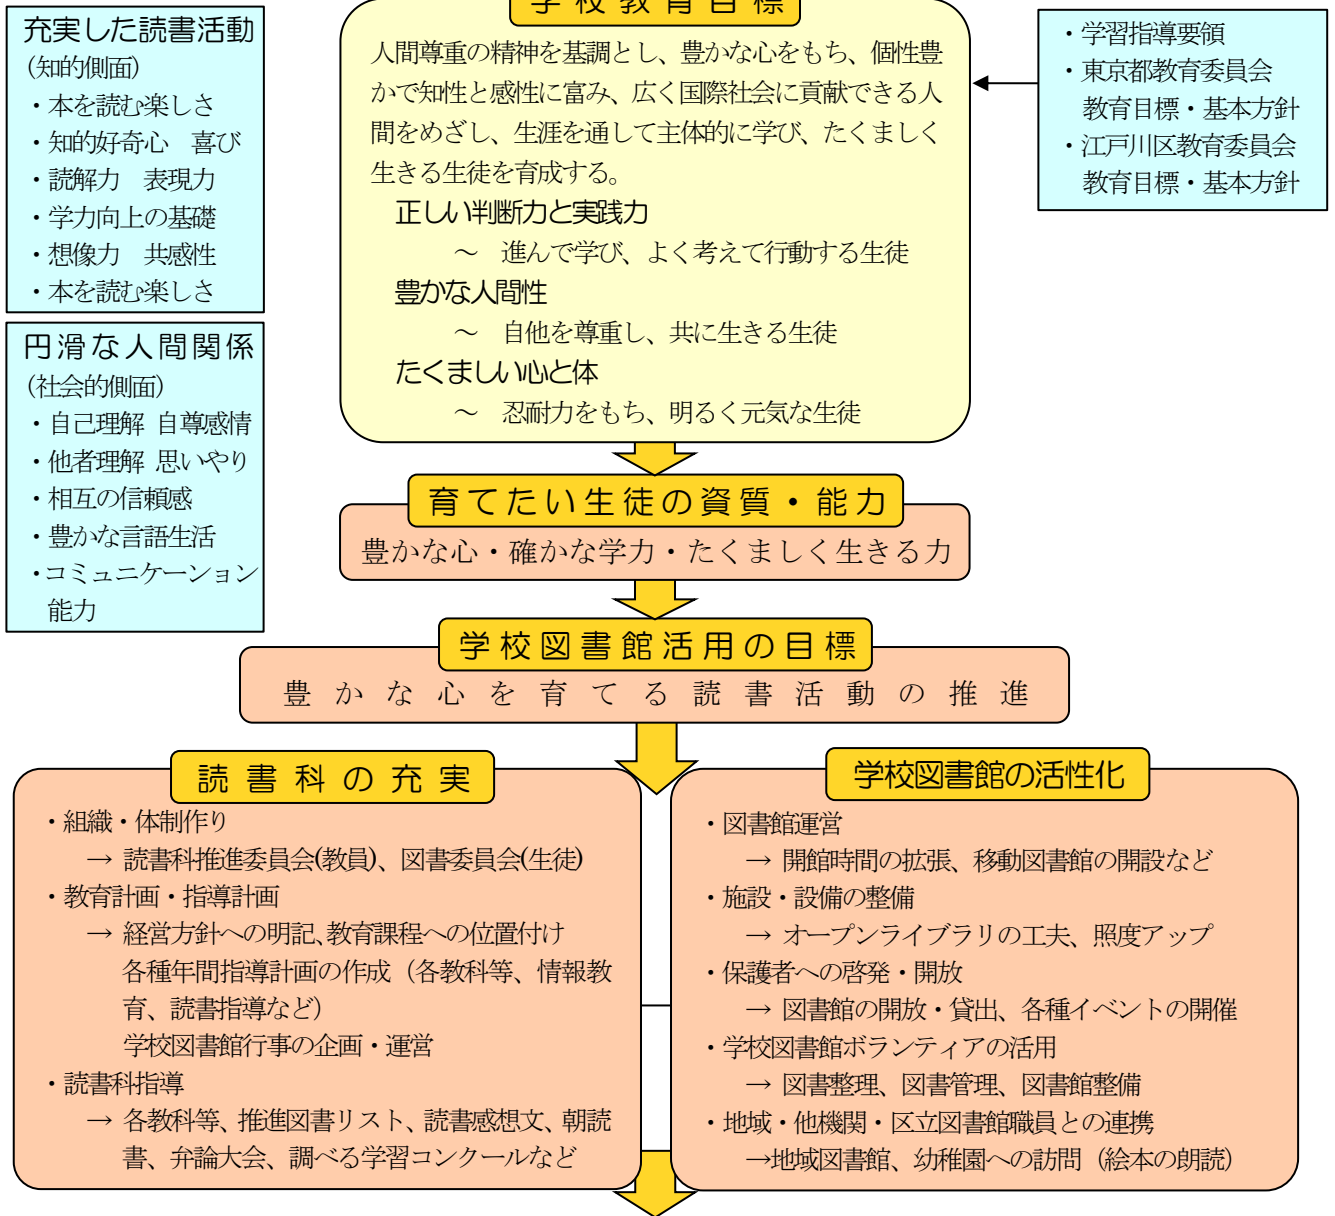 充実した読書活動
(知的側面)
・本を読む楽しさ
・知的好奇心　喜び
・読解力　表現力
・学力向上の基礎
・想像力　共感性
・本を読む楽しさ
円滑な人間関係
(社会的側面)
・自己理解 自尊感情
・他者理解 思いやり
・相互の信頼感
・豊かな言語生活
・コミュニケーション
能力
学校教育目標
人間尊重の精神を基調とし、豊かな心をもち、個性豊
かで知性と感性に富み、広く国際社会に貢献できる人
間をめざし、生涯を通して主体的に学び、たくましく
生きる生徒を育成する。
正しい判断力と実践力
～　進んで学び、よく考えて行動する生徒
豊かな人間性
～　自他を尊重し、共に生きる生徒
たくましい心と体
～　忍耐力をもち、明るく元気な生徒
・学習指導要領
・東京都教育委員会
教育目標・基本方針
・江戸川区教育委員会
教育目標・基本方針
育てたい生徒の資質・能力
豊かな心・確かな学力・たくましく生きる力
学校図書館活用の目標
豊かな心を育てる読書活動の推進
読書科の充実
・組織・体制作り
→ 読書科推進委員会(教員)、図書委員会(生徒)
・教育計画・指導計画
→ 経営方針への明記、教育課程への位置付け
各種年間指導計画の作成（各教科等、情報教
育、読書指導など）
学校図書館行事の企画・運営
・読書科指導
→ 各教科等、推進図書リスト、読書感想文、朝読
書、弁論大会、調べる学習コンクールなど
学校図書館の活性化
・図書館運営
→ 開館時間の拡張、移動図書館の開設など
・施設・設備の整備
→ オープンライブラリの工夫、照度アップ
・保護者への啓発・開放
→ 図書館の開放・貸出、各種イベントの開催
・学校図書館ボランティアの活用
→ 図書整理、図書管理、図書館整備
・地域・他機関・区立図書館職員との連携
→地域図書館、幼稚園への訪問（絵本の朗読）